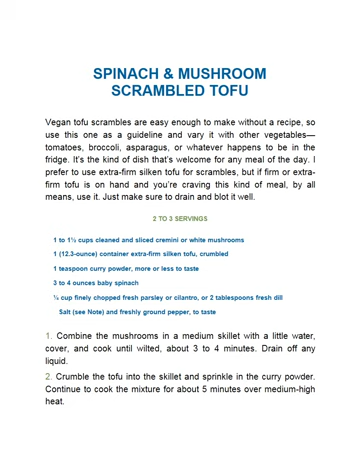 SPINACH & MUSHROOM
SCRAMBLED TOFU
Vegan tofu scrambles are easy enough to make without a recipe, so
use this one as a guideline and vary it with other vegetables—
tomatoes, broccoli, asparagus, or whatever happens to be in the
fridge. It's the kind of dish that's welcome for any meal of the day. I
prefer to use extra-firm silken tofu for scrambles, but if firm or extra-
firm tofu is on hand and you're craving this kind of meal, by all
means, use it. Just make sure to drain and blot it well.
2 TO 3 SERVINGS
1 to 1½ cups cleaned and sliced cremini or white mushrooms
1 (12.3-ounce) container extra-firm silken tofu, crumbled
1 teaspoon curry powder, more or less to taste
3 to 4 ounces baby spinach
cup finely chopped fresh parsley or cilantro, or 2 tablespoons fresh dill
Salt (see Note) and freshly ground pepper, to taste
1. Combine the mushrooms in a medium skillet with a little water,
cover, and cook until wilted, about 3 to 4 minutes. Drain off any
liquid.
2. Crumble the tofu into the skillet and sprinkle in the curry powder.
Continue to cook the mixture for about 5 minutes over medium-high
heat.